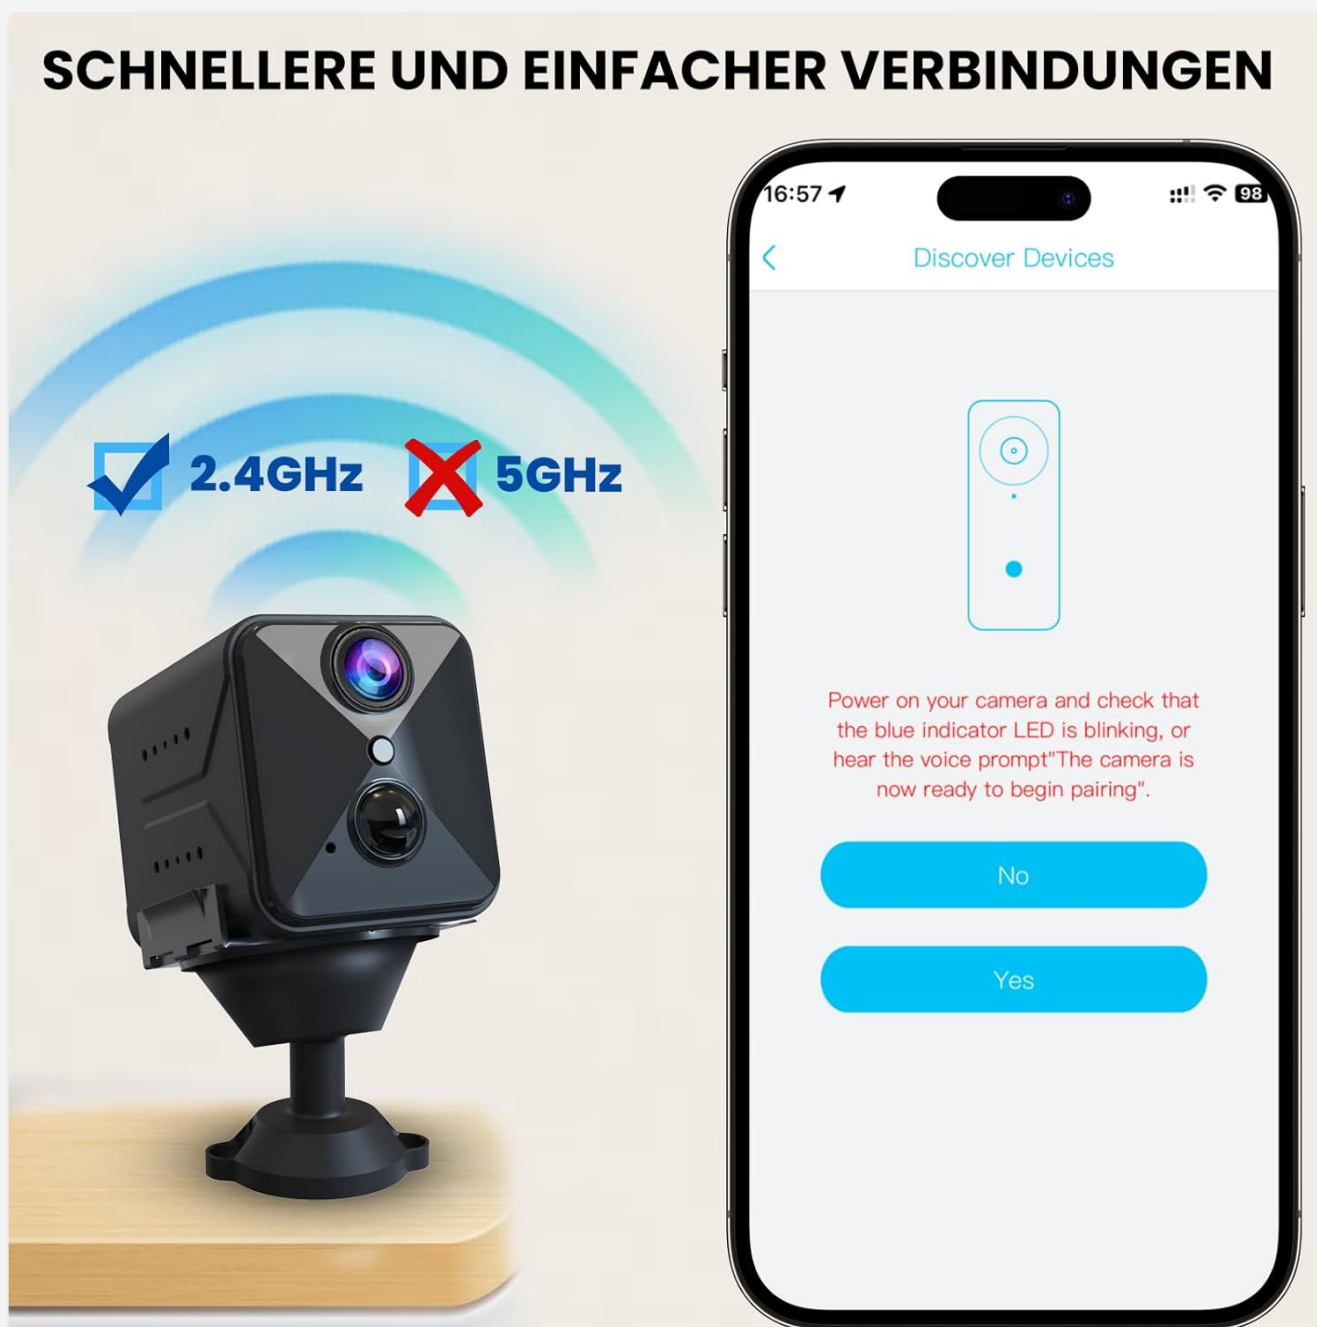 SCHNELLERE UND EINFACHER VERBINDUNGEN
2.4GHz
5GHz
16:57
98
Discover Devices
Power on your camera and check that
the blue indicator LED is blinking, or
hear the voice prompt"The camera is
now ready to begin pairing".
No
Yes